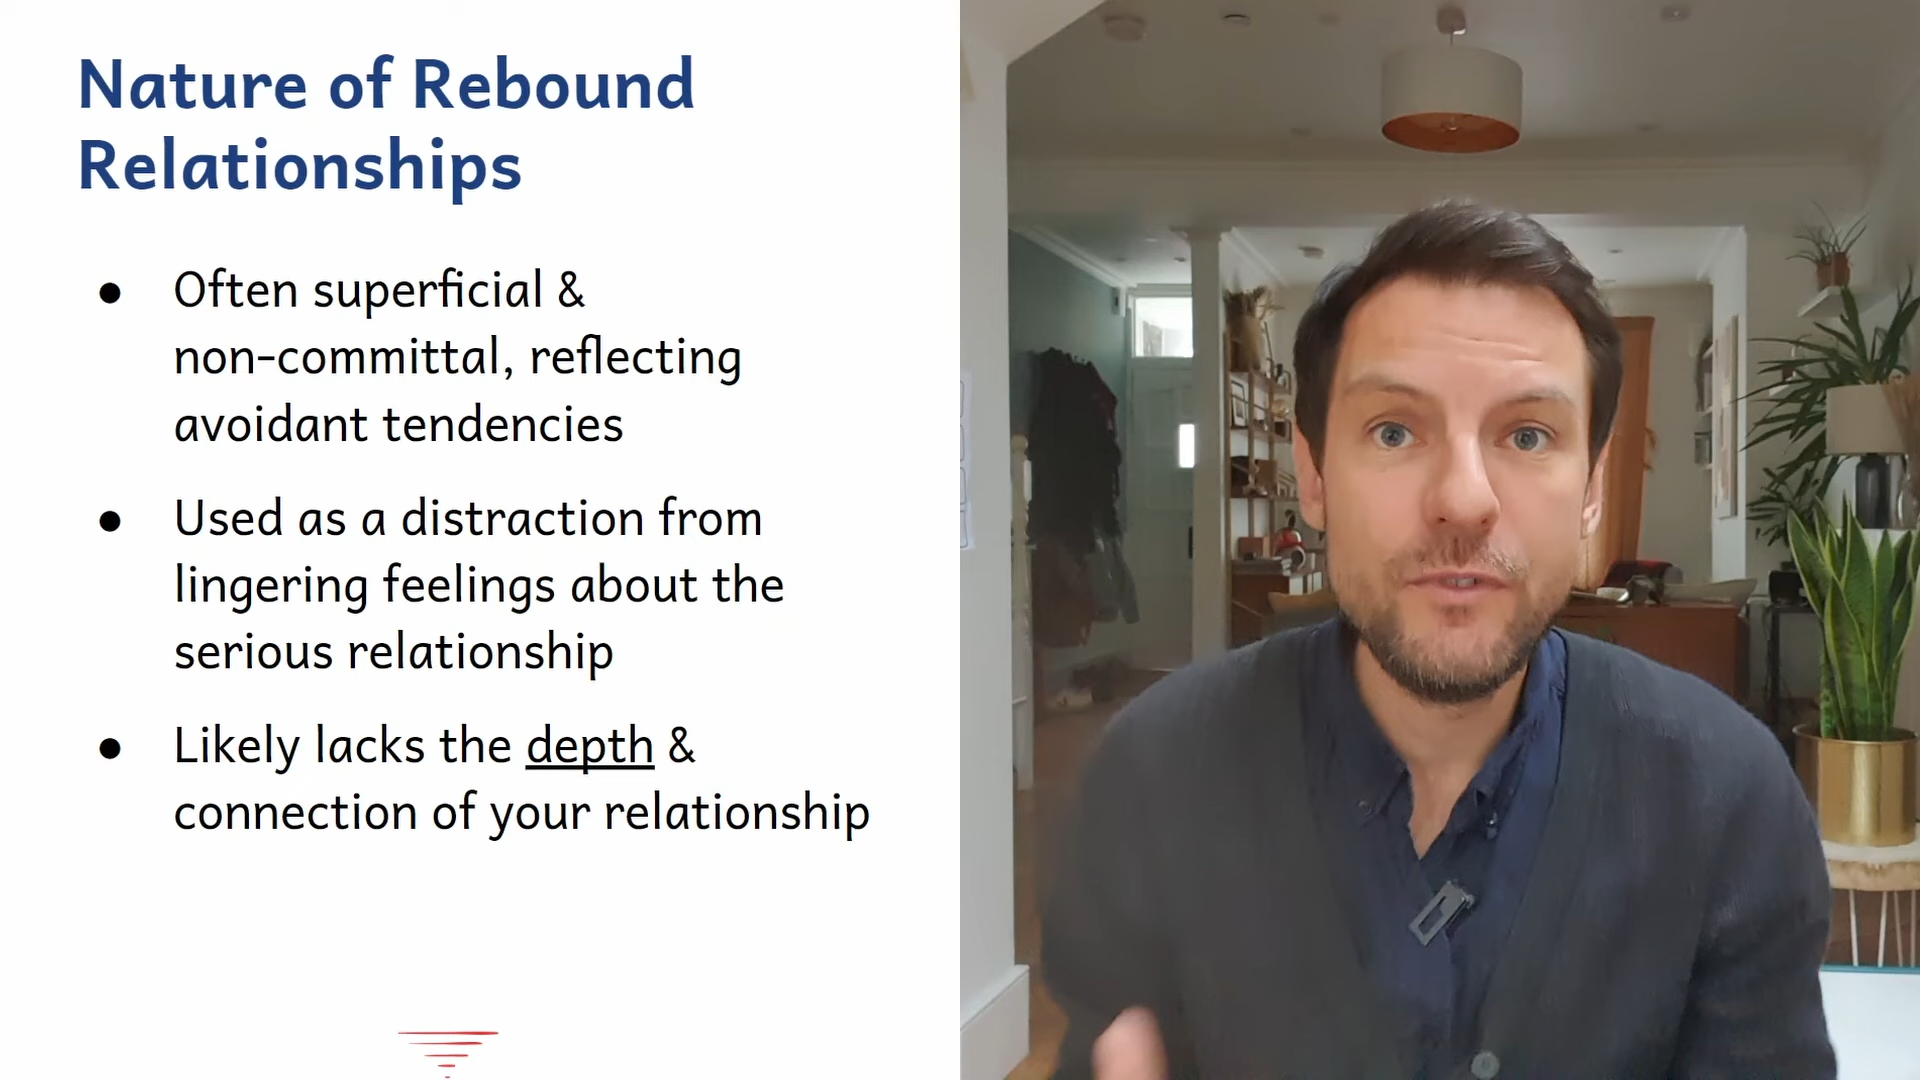 Nature of Rebound
Relationships
● Often superficial &
non-committal, reflecting
avoidant tendencies
● Used as a distraction from
lingering feelings about the
serious relationship
● Likely lacks the depth &
connection of your relationship